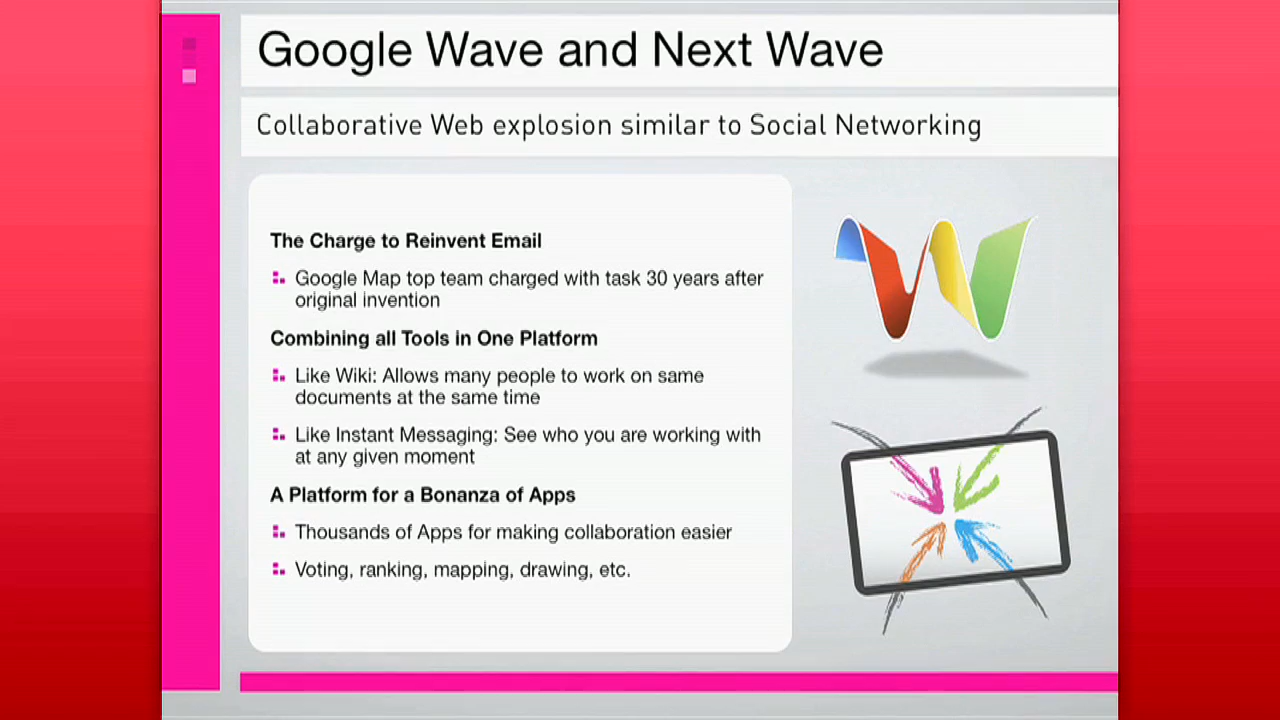 Google Wave and Next Wave
Collaborative Web explosion similar to Social Networking
The Charge to Reinvent Email
Google Map top team charged with task 30 years after
original invention
Combining all Tools in One Platform
Like Wiki: Allows many people to work on same
documents at the same time
Like Instant Messaging: See who you are working with
at any given moment
A Platform for a Bonanza of Apps
Thousands of Apps for making collaboration easier
Voting, ranking, mapping, drawing, etc.